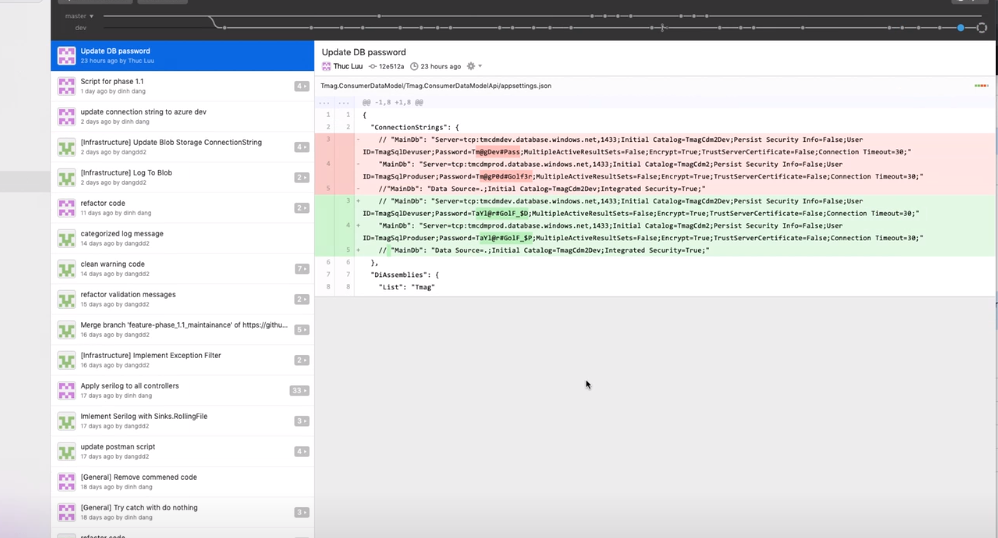 master
dev
Update DB password
23 hours ago by Thuc Luu
Script for phase 1.1
1 day ago by dinh dang
4
update connection string to azure dev
2 days ago by dinh dang
[Infrastructure] Update Blob Storage ConnectionString
2 days ago by dangdd2
4
[Infrastructure] Log To Blob
2 days ago by dangdd2
2
refactor code
11 days ago by dinh dang
2
categorized log message
14 days ago by dangdd2
clean warning code
14 days ago by dangdd2
7
refactor validation messages
15 days ago by dangdd2
2
Merge branch 'feature-phase_1.1_maintainance' of https://githu...
16 days ago by dangdd2
5
[Infrastructure] Implement Exception Filter
16 days ago by dangdd2
2
Apply serilog to all controllers
17 days ago by dinh dang
33
Imiement Serilog with Sinks.RollingFile
17 days ago by dangdd2
3
update postman script
17 days ago by dangdd2
4
[General] Remove commened code
18 days ago by dinh dang
[General] Try catch with do nothing
18 days ago by dinh dang
3
refactor code
Update DB password
Thuc Luu 12e512a 23 hours ago
Tmag.ConsumerDataModel/Tmag.ConsumerDataModelApi/appsettings.json
... ... @@ -1,8 +1,8 @@
1 1 {
2 2 "ConnectionStrings": {
3 - // "MainDb": "Server=tcp:tmcdmdev.database.windows.net,1433;Initial Catalog=TmagCdm2Dev;Persist Security Info=False;User
ID=TmagSqlDevuser;Password=Tm@gDev#Pass;MultipleActiveResultSets=False;Encrypt=True;TrustServerCertificate=False;Connection Timeout=30;"
4 - "MainDb": "Server=tcp:tmcdmprod.database.windows.net,1433;Initial Catalog=TmagCdm2;Persist Security Info=False;User
ID=TmagSqlProduser;Password=Tm@gP0d#Golf3r;MultipleActiveResultSets=False;Encrypt=True;TrustServerCertificate=False;Connection Timeout=30;"
5 - //"MainDb": "Data Source=.;Initial Catalog=TmagCdm2Dev;Integrated Security=True;"
3 + // "MainDb": "Server=tcp:tmcdmdev.database.windows.net,1433;Initial Catalog=TmagCdm2Dev;Persist Security Info=False;User
ID=TmagSqlDevuser;Password=TaYl@r#GolF_$D;MultipleActiveResultSets=False;Encrypt=True;TrustServerCertificate=False;Connection Timeout=30;"
4 + "MainDb": "Server=tcp:tmcdmprod.database.windows.net,1433;Initial Catalog=TmagCdm2;Persist Security Info=False;User
ID=TmagSqlProduser;Password=TaYl@r#GolF_$P;MultipleActiveResultSets=False;Encrypt=True;TrustServerCertificate=False;Connection Timeout=30;"
5 + // "MainDb": "Data Source=.;Initial Catalog=TmagCdm2Dev;Integrated Security=True;"
6 6 },
7 7 "DiAssemblies": {
8 8 "List": "Tmag"